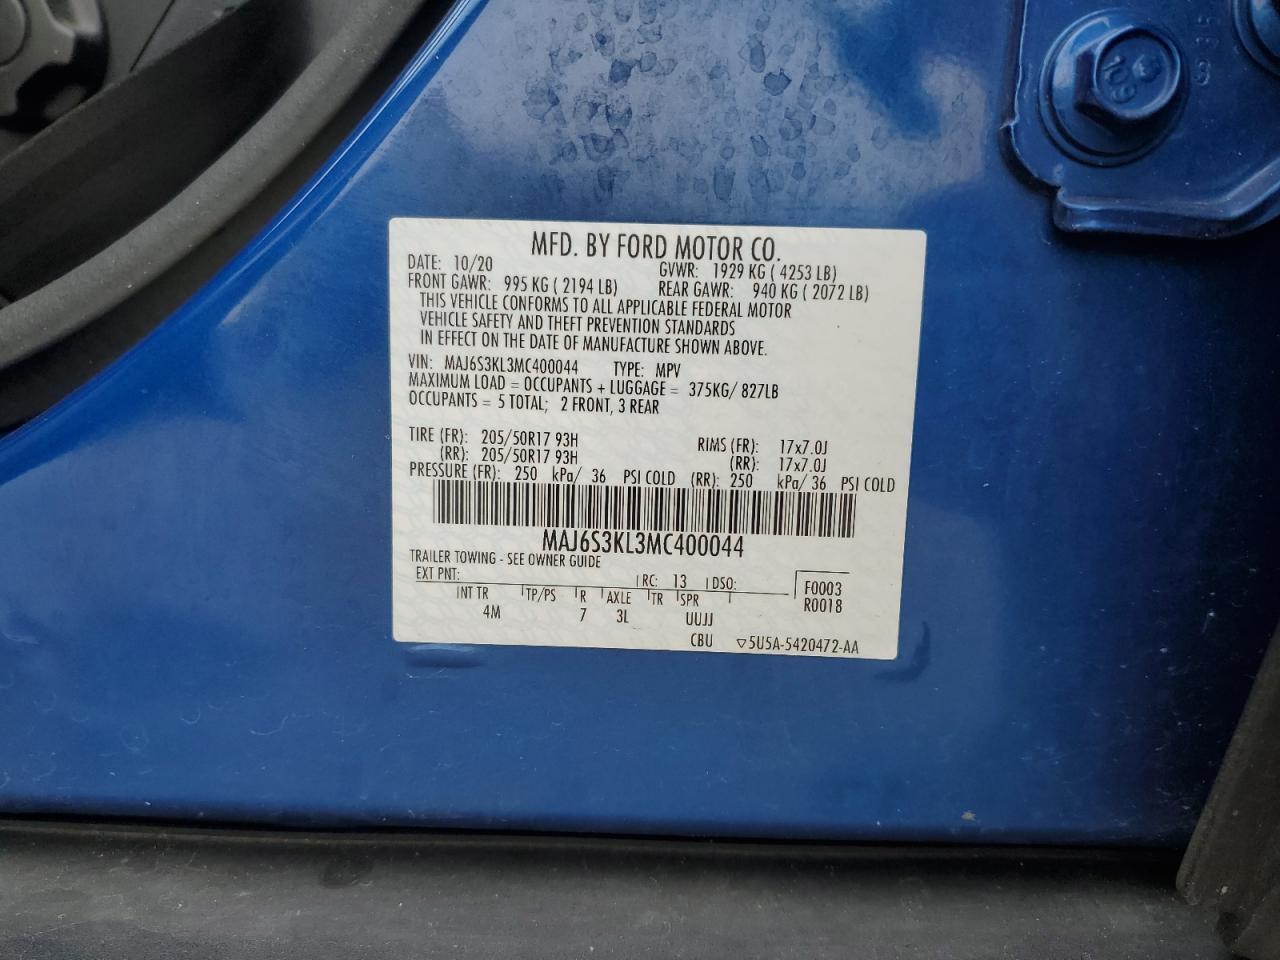 MFD. BY FORD MOTOR CO.
DATE: 10/20 GVWR: 1929 KG ( 4253 LB)
FRONT GAWR: 995 KG ( 2194 LB) REAR GAWR: 940 KG ( 2072 LB)
THIS VEHICLE CONFORMS TO ALL APPLICABLE FEDERAL MOTOR
VEHICLE SAFETY AND THEFT PREVENTION STANDARDS
IN EFFECT ON THE DATE OF MANUFACTURE SHOWN ABOVE.
VIN: MAJ6S3KL3MC400044 TYPE: MPV
MAXIMUM LOAD = OCCUPANTS + LUGGAGE = 375KG/ 827LB
OCCUPANTS = 5 TOTAL; 2 FRONT, 3 REAR
TIRE (FR): 205/50R17 93H RIMS (FR): 17x7.0J
(RR): 205/50R17 93H (RR): 17x7.0J
PRESSURE (FR): 250 kPa/ 36 PSI COLD (RR): 250 kPa/ 36 PSI COLD
MAJ6S3KL3MC400044
TRAILER TOWING - SEE OWNER GUIDE
EXT PNT: RC: 13 DSO: F0003
INT TR TP/PS R AXLE TR SPR R0018
4M 7 3L UUJJ
CBU ▽5U5A-5420472-AA
109